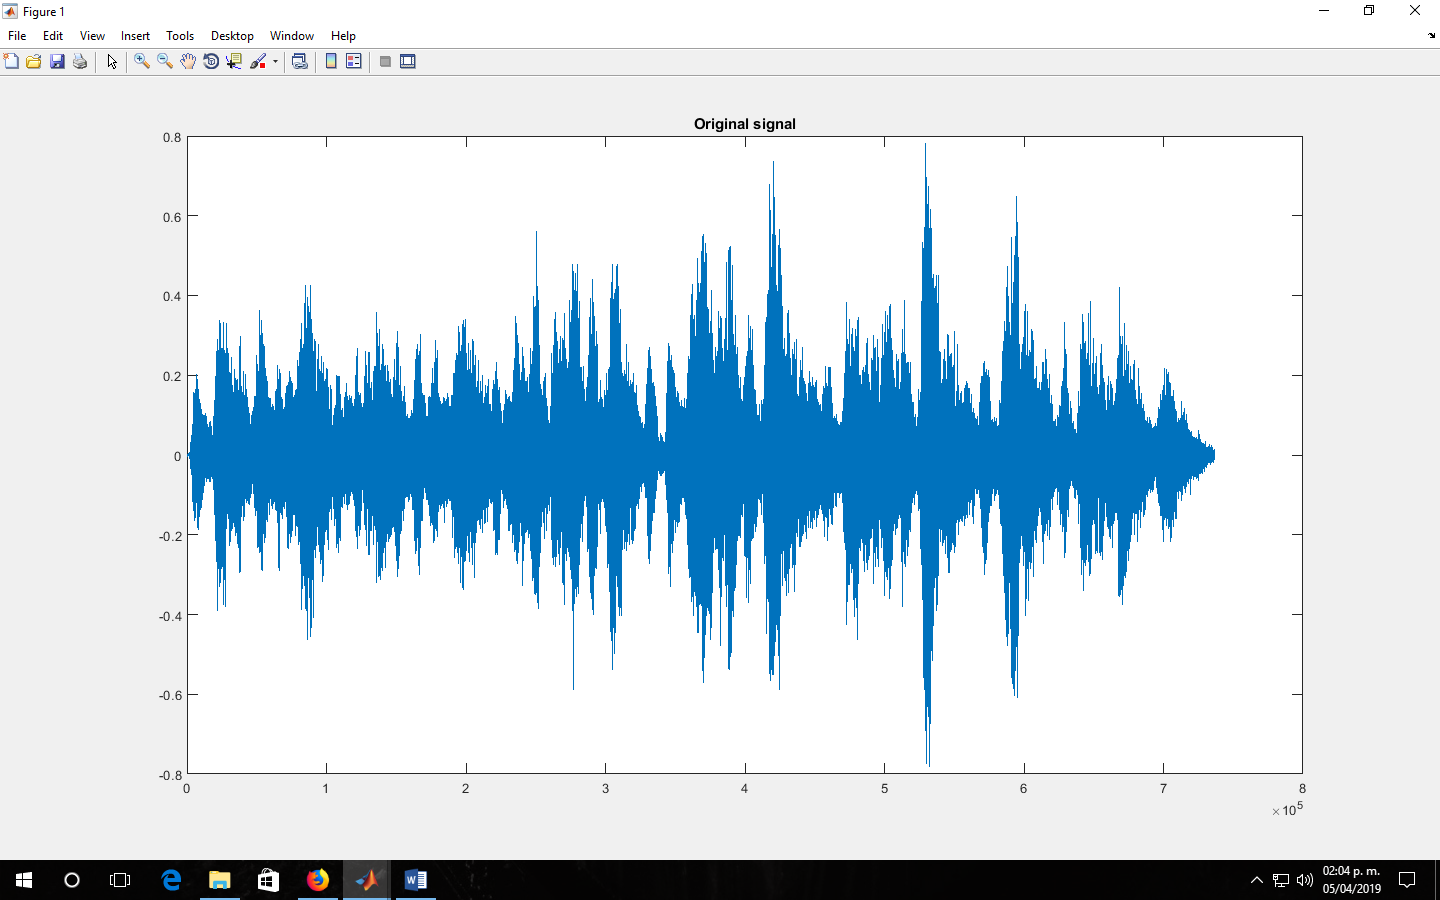 Figure 1
File Edit View Insert Tools Desktop Window Help
Original signal
0.8
0.6
0.4
0.2
0
-0.2
-0.4
-0.6
-0.8
0 1 2 3 4 5 6 7 8
×10⁵
02:04 p. m.
05/04/2019